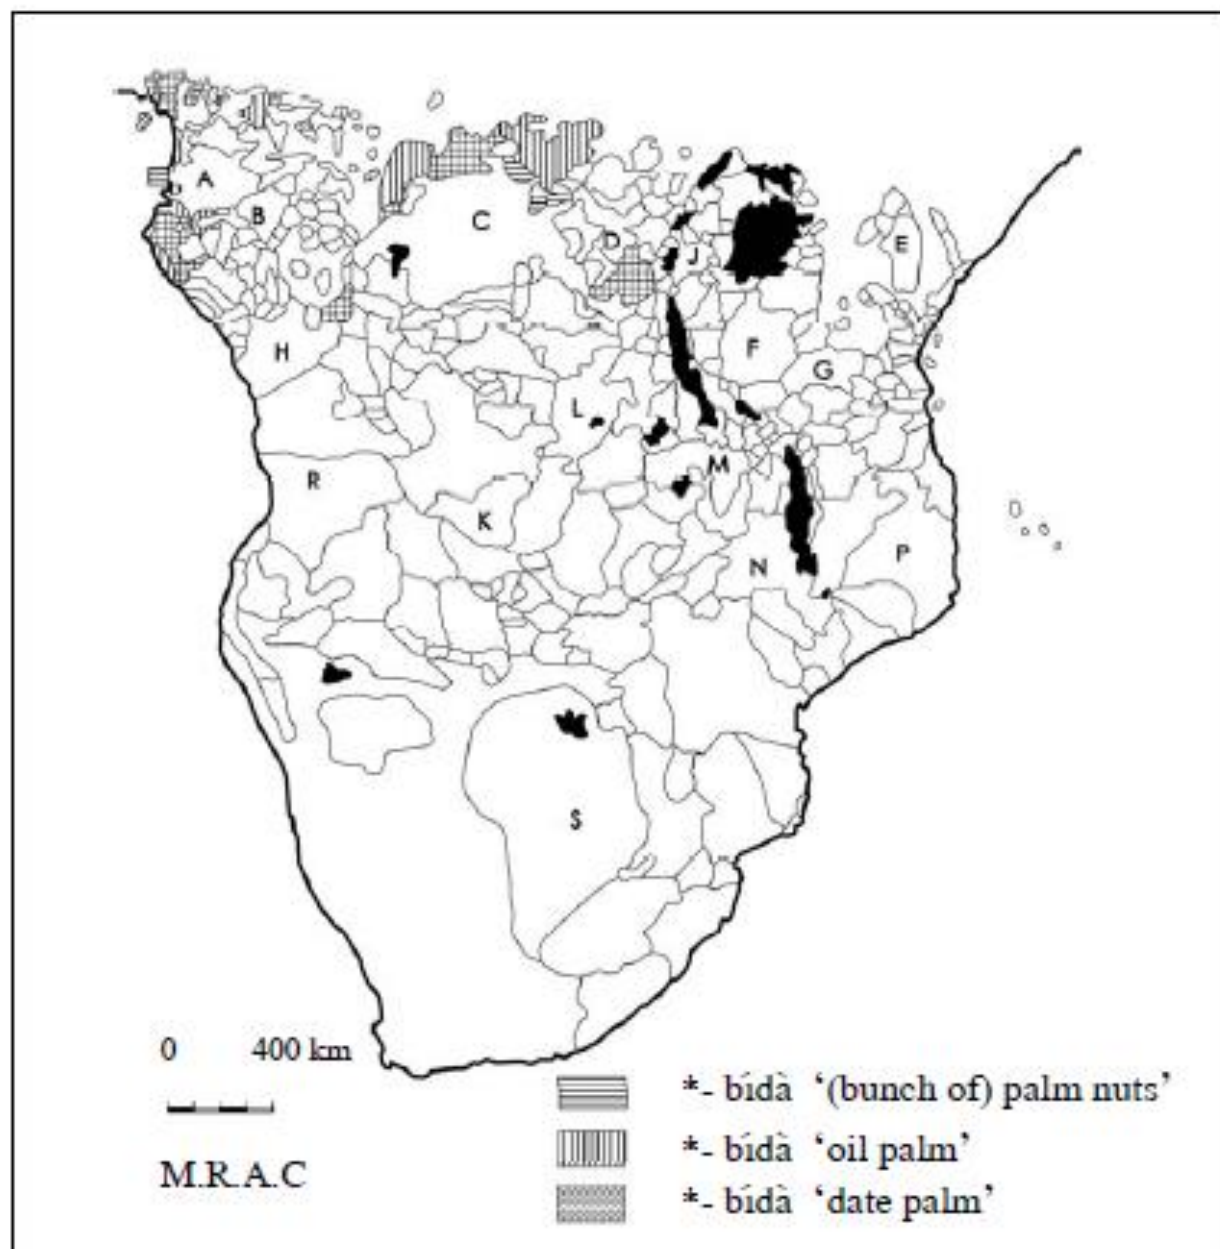 A
B
C
D
J
E
H
F
G
L
M
R
K
N
P
S
0 400 km
M.R.A.C
*- bídà ‘(bunch of) palm nuts’
*- bídà ‘oil palm’
*- bídà ‘date palm’